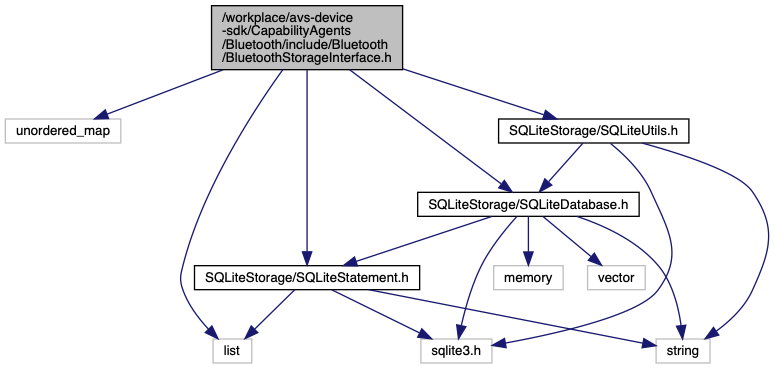 /workplace/avs-device
-sdk/CapabilityAgents
/Bluetooth/include/Bluetooth
/BluetoothStorageInterface.h
unordered_map
SQLiteStorage/SQLiteUtils.h
SQLiteStorage/SQLiteDatabase.h
SQLiteStorage/SQLiteStatement.h
memory
vector
list
sqlite3.h
string